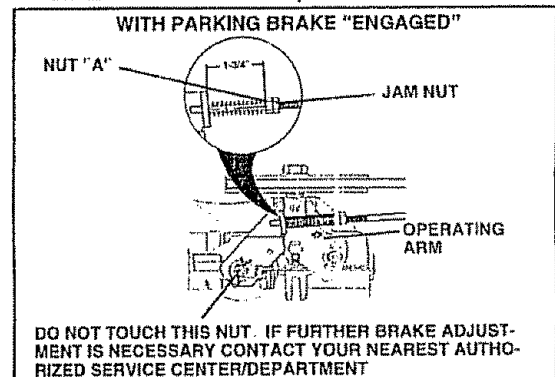 WITH PARKING BRAKE "ENGAGED"
NUT "A"
1-3/4"
JAM NUT
OPERATING
ARM
DO NOT TOUCH THIS NUT. IF FURTHER BRAKE ADJUST-
MENT IS NECESSARY CONTACT YOUR NEAREST AUTHO-
RIZED SERVICE CENTER/DEPARTMENT